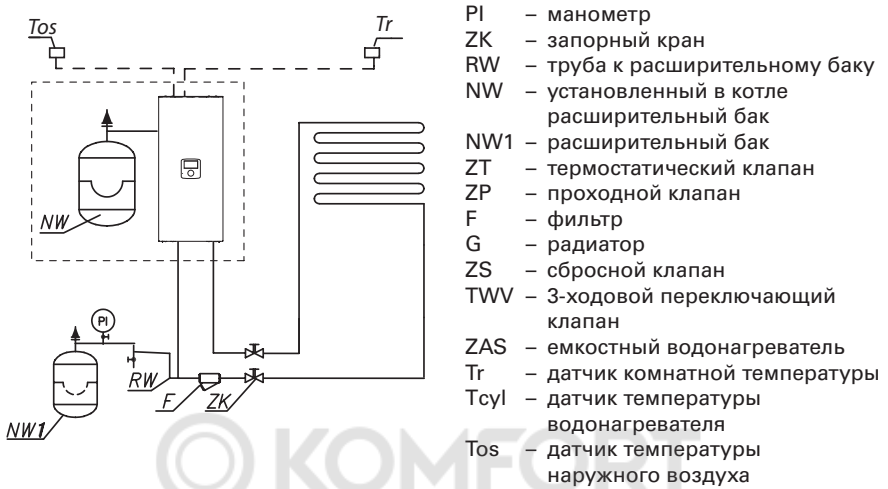 Tos
Tr
NW
PI
RW
F
ZK
NW1
PI – манометр
ZK – запорный кран
RW – труба к расширительному баку
NW – установленный в котле
расширительный бак
NW1 – расширительный бак
ZT – термостатический клапан
ZP – проходной клапан
F – фильтр
G – радиатор
ZS – сбросной клапан
TWV – 3-ходовой переключающий
клапан
ZAS – емкостный водонагреватель
Tr – датчик комнатной температуры
Tcyl – датчик температуры
водонагревателя
Tos – датчик температуры
наружного воздуха
KOMFORT